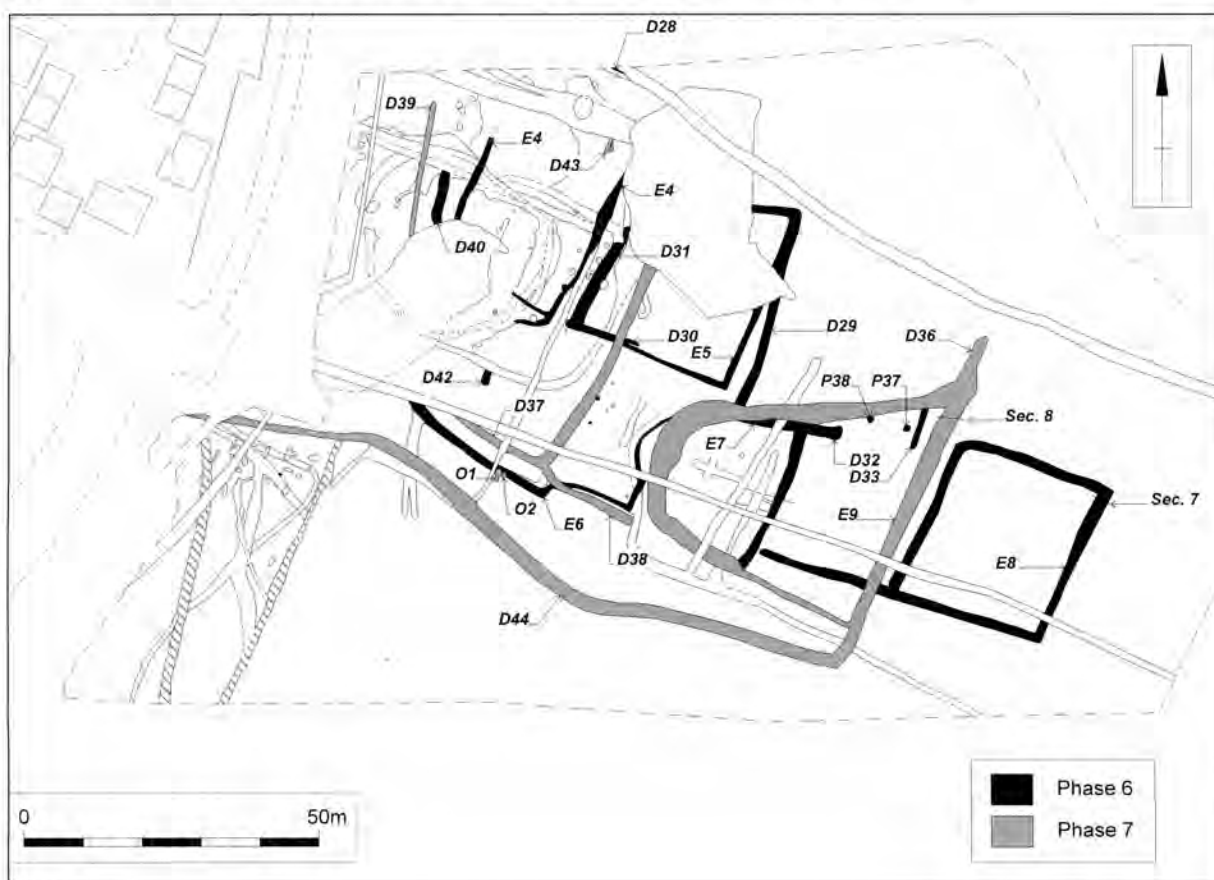 D28
D39
E4
D43
E4
D40
D31
D29
D30
D36
E5
P38
P37
D42
D37
Sec. 8
E7
D32
D33
O1
Sec. 7
O2
E6
E9
D38
E8
D44
Phase 6
0
50m
Phase 7